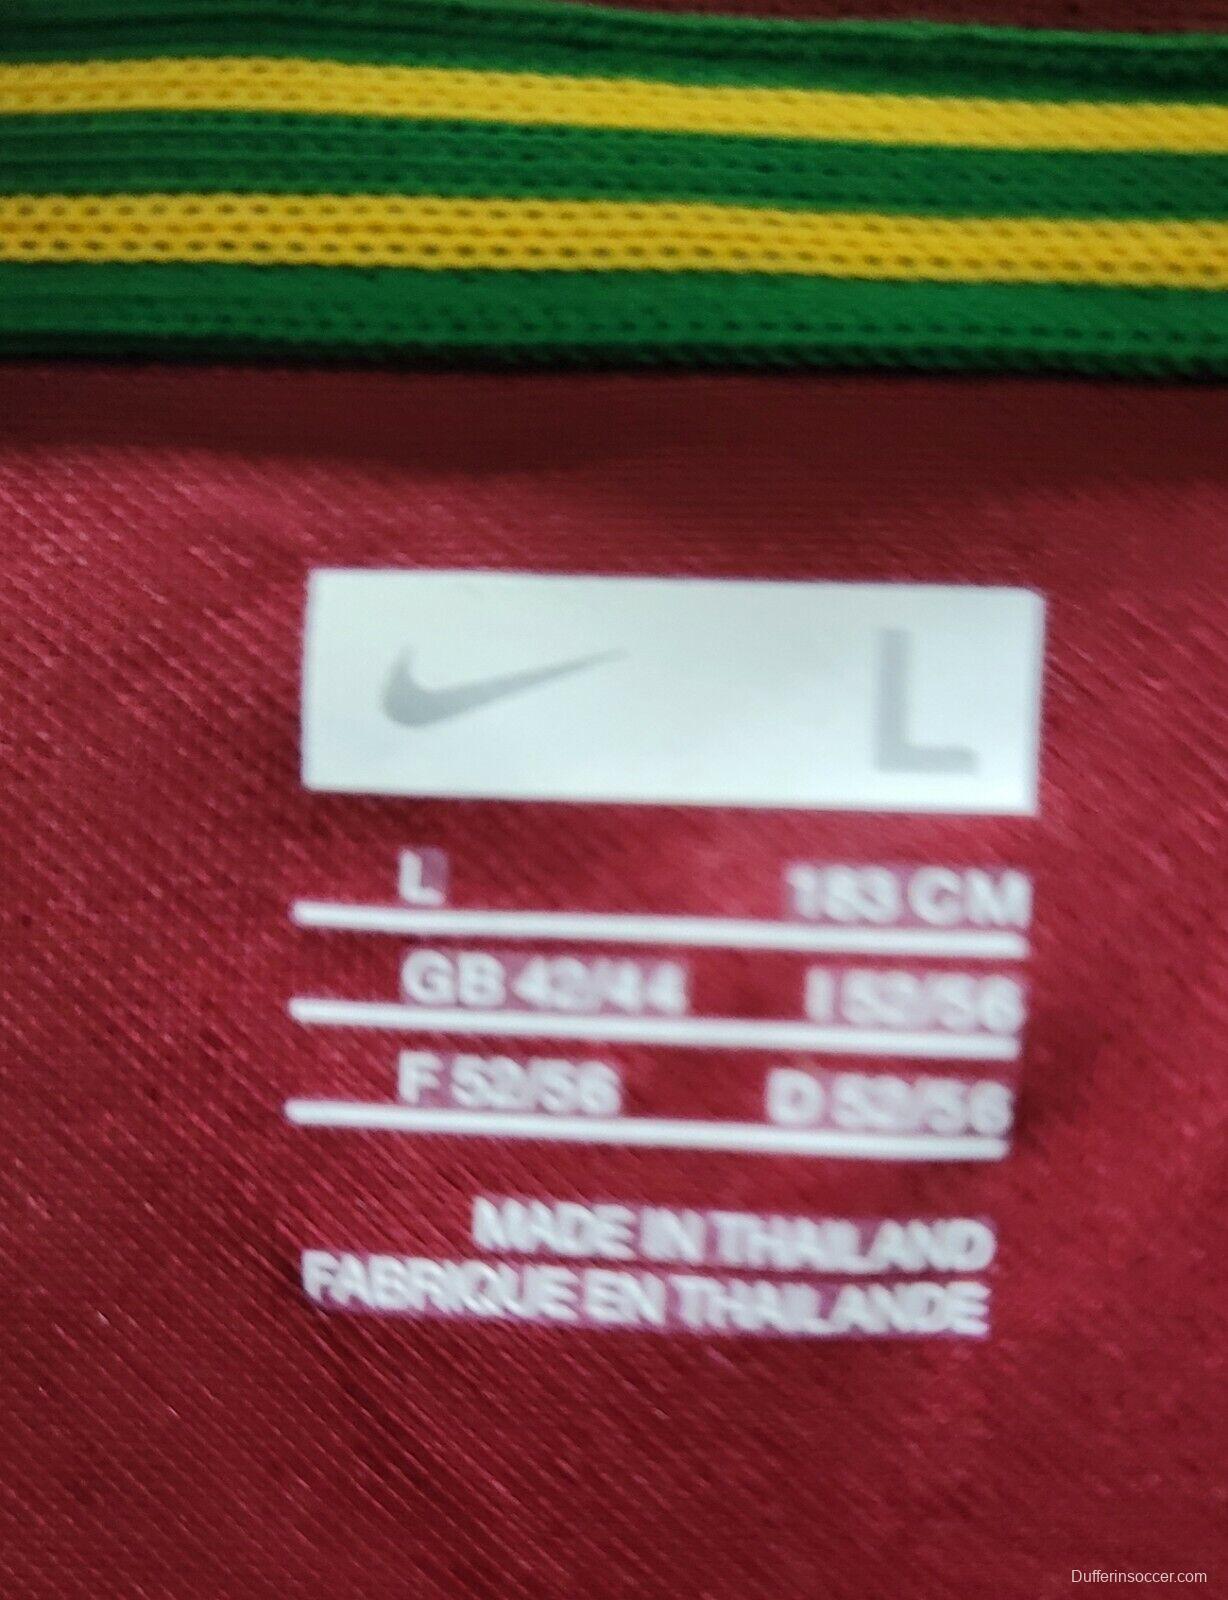 L
L 183 CM
GB 42/44 I 52/56
F 52/56 D 52/56
MADE IN THAILAND
FABRIQUE EN THAILANDE
Dufferinsoccer.com